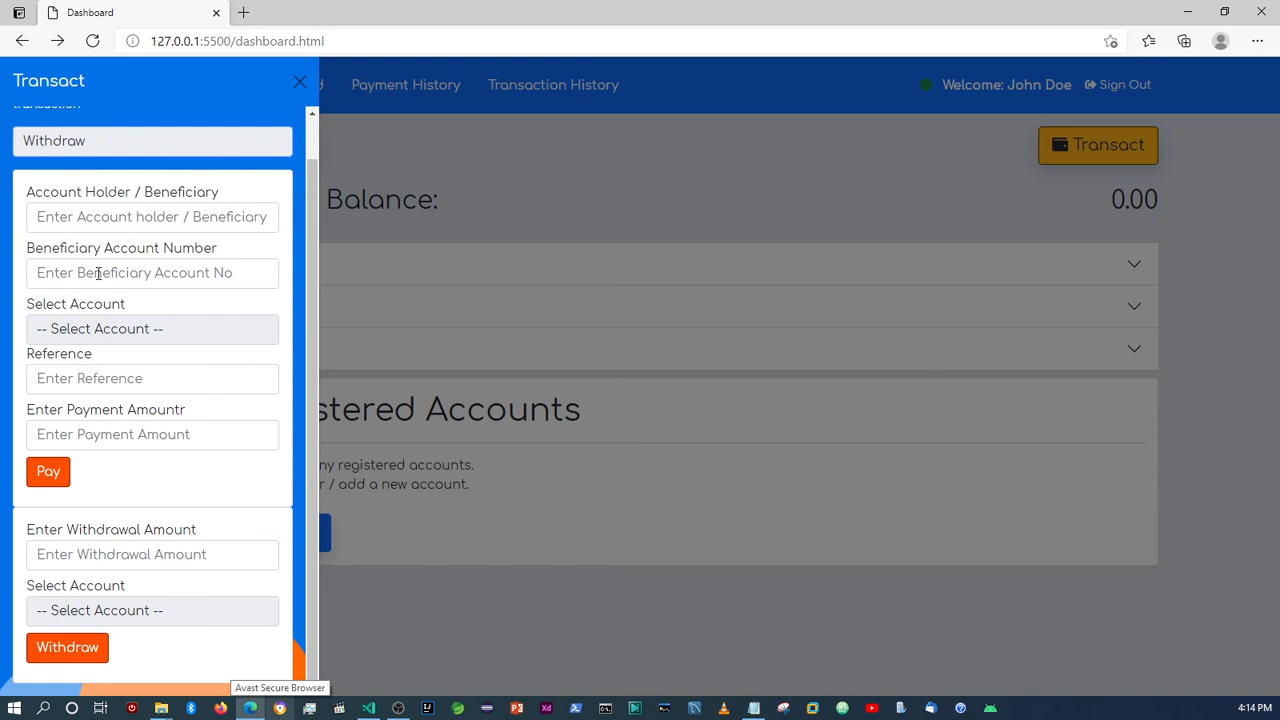 Dashboard
127.0.0.1:5500/dashboard.html
Transact
d Payment History Transaction History Welcome: John Doe Sign Out
transaction
Withdraw
Transact
Account Holder / Beneficiary
Enter Account holder / Beneficiary
Balance: 0.00
Beneficiary Account Number
Enter Beneficiary Account No
Select Account
-- Select Account --
Reference
Enter Reference
Enter Payment Amountr
Enter Payment Amount
Pay
stered Accounts
ny registered accounts.
r / add a new account.
Enter Withdrawal Amount
Enter Withdrawal Amount
Select Account
-- Select Account --
Withdraw
Avast Secure Browser
4:14 PM